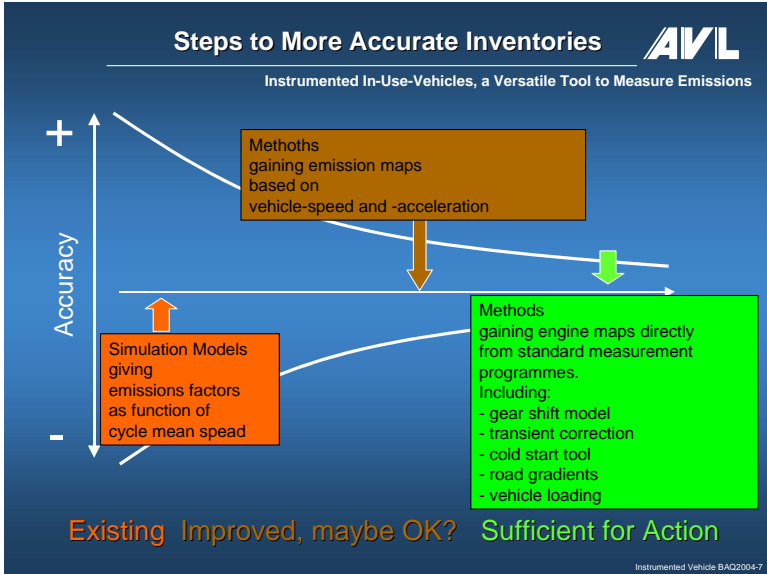 Steps to More Accurate Inventories
AVL
Instrumented In-Use-Vehicles, a Versatile Tool to Measure Emissions
+
Accuracy
-
Methoths
gaining emission maps
based on
vehicle-speed and -acceleration
Simulation Models
giving
emissions factors
as function of
cycle mean spead
Methods
gaining engine maps directly
from standard measurement
programmes.
Including:
- gear shift model
- transient correction
- cold start tool
- road gradients
- vehicle loading
Existing Improved, maybe OK? Sufficient for Action
Instrumented Vehicle BAQ2004-7